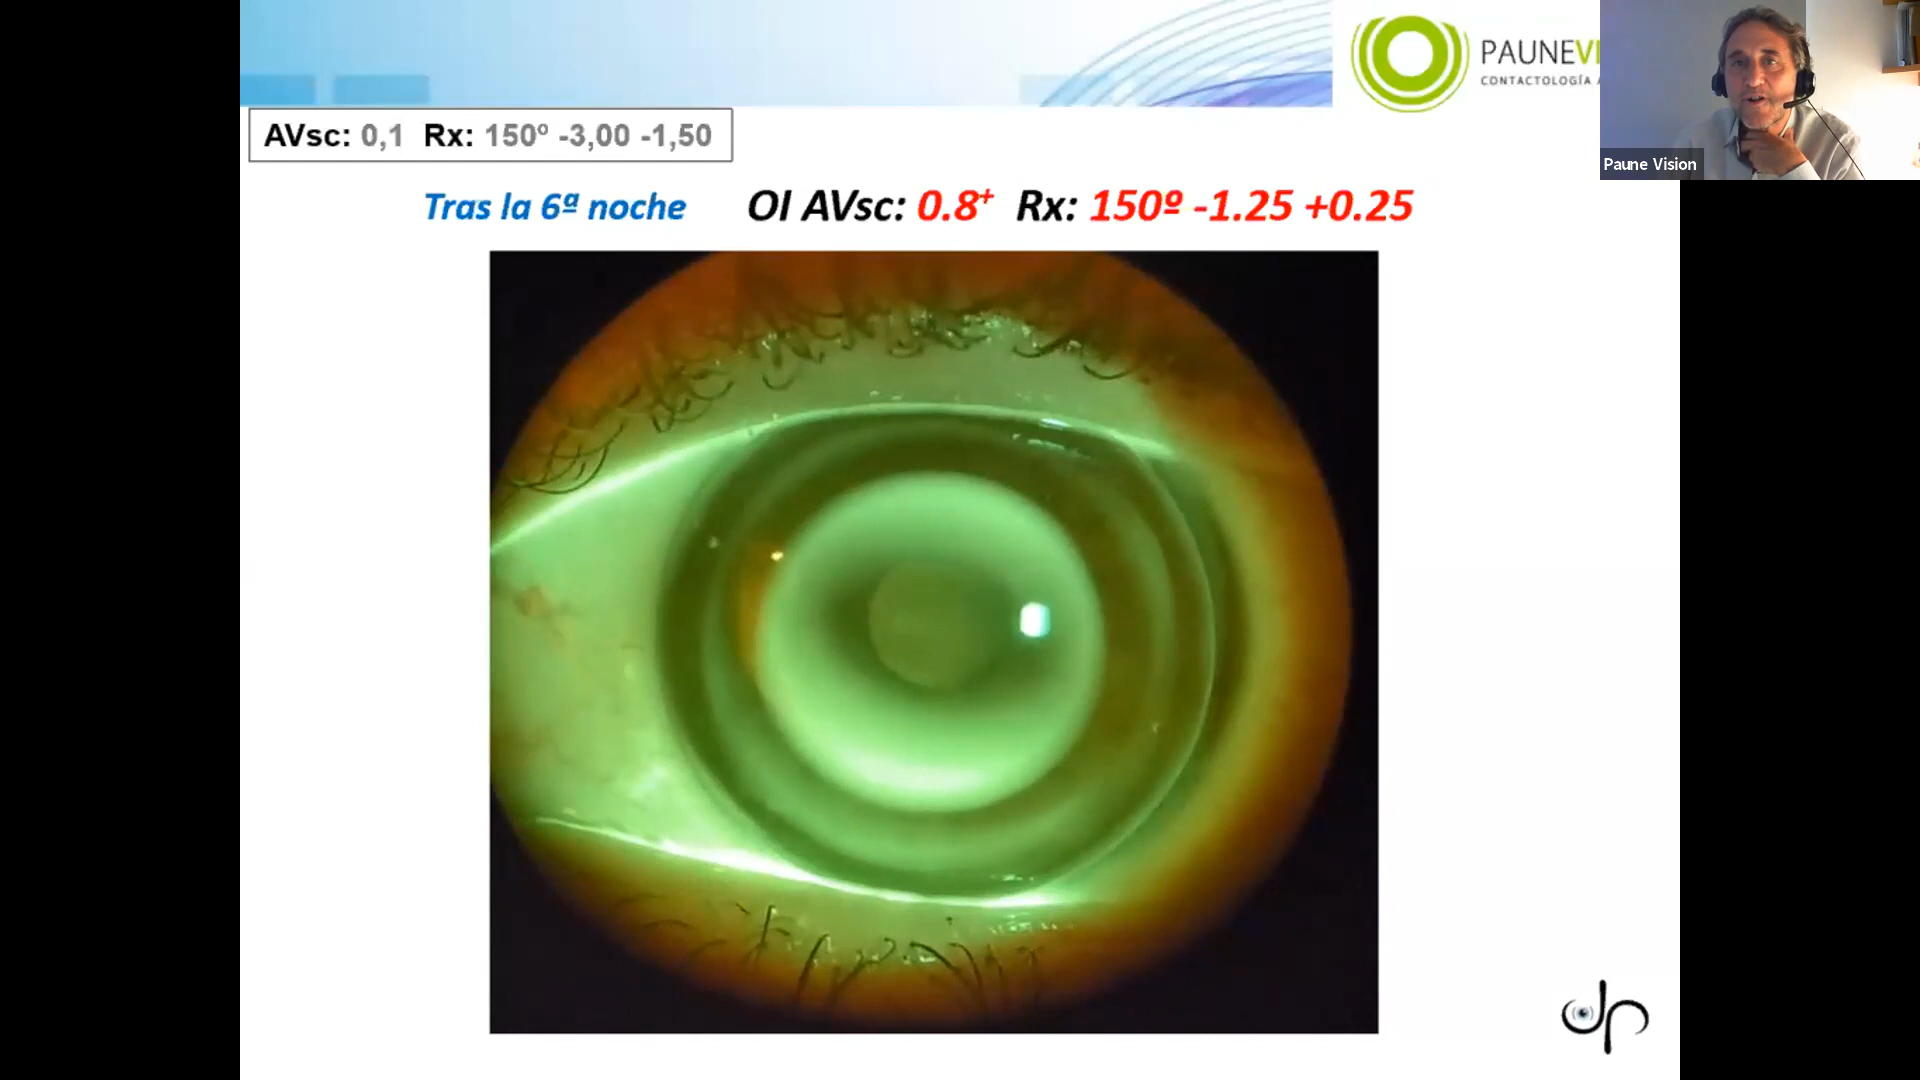 PAUNEVI
CONTACTOLOGÍA A
Paune Vision
AVsc: 0,1 Rx: 150º -3,00 -1,50
Tras la 6ª noche OI AVsc: 0.8+ Rx: 150º -1.25 +0.25